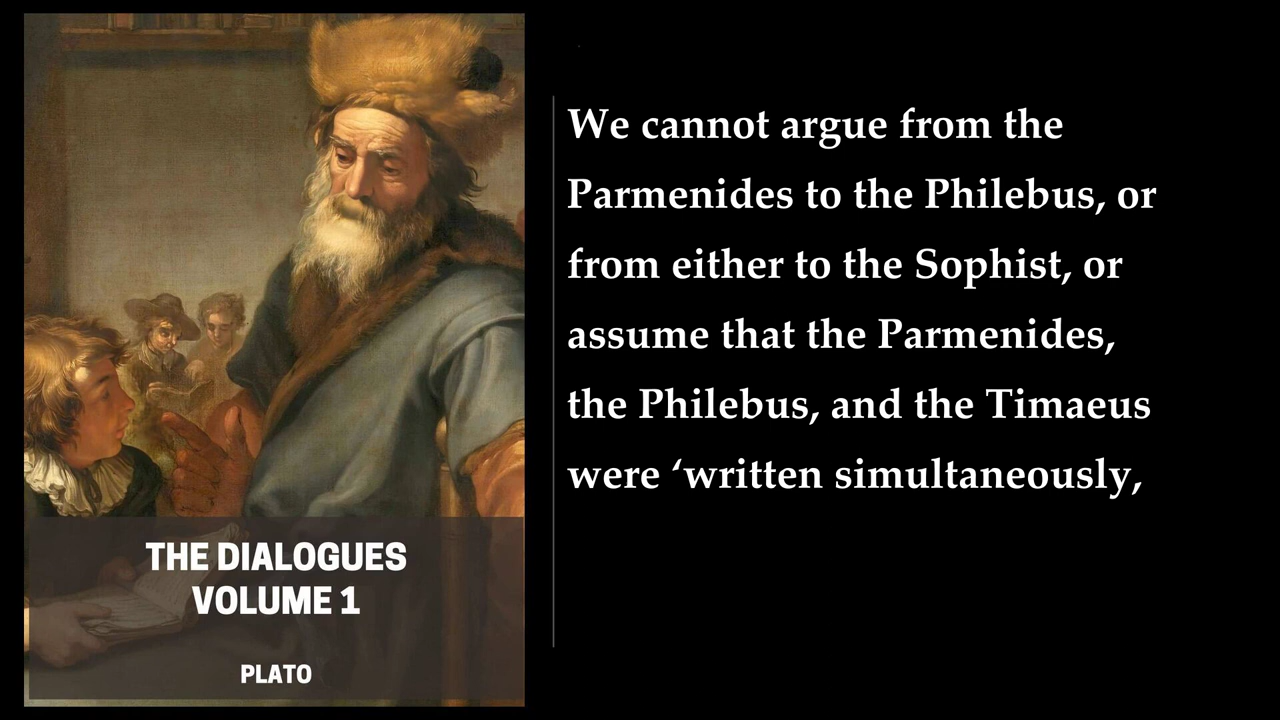 THE DIALOGUES
VOLUME 1
PLATO
We cannot argue from the
Parmenides to the Philebus, or
from either to the Sophist, or
assume that the Parmenides,
the Philebus, and the Timaeus
were ‘written simultaneously,